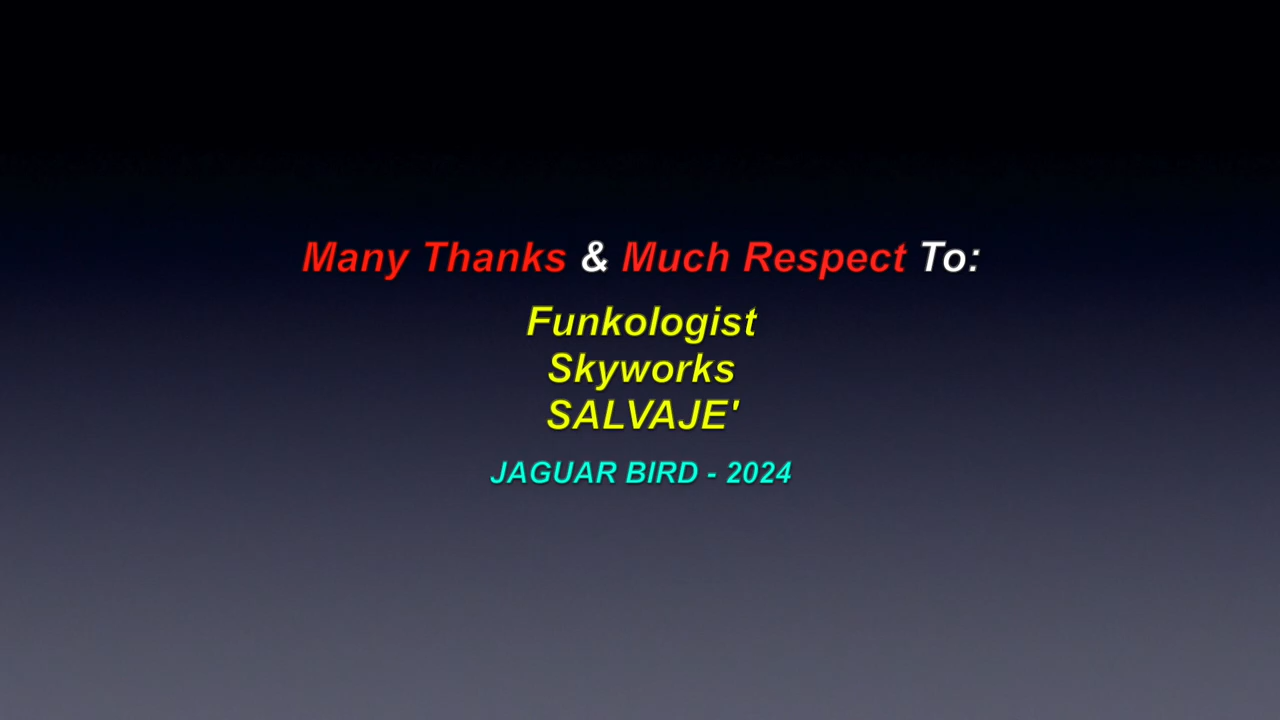 Many Thanks & Much Respect To:
Funkologist
Skyworks
SALVAJE'
JAGUAR BIRD - 2024